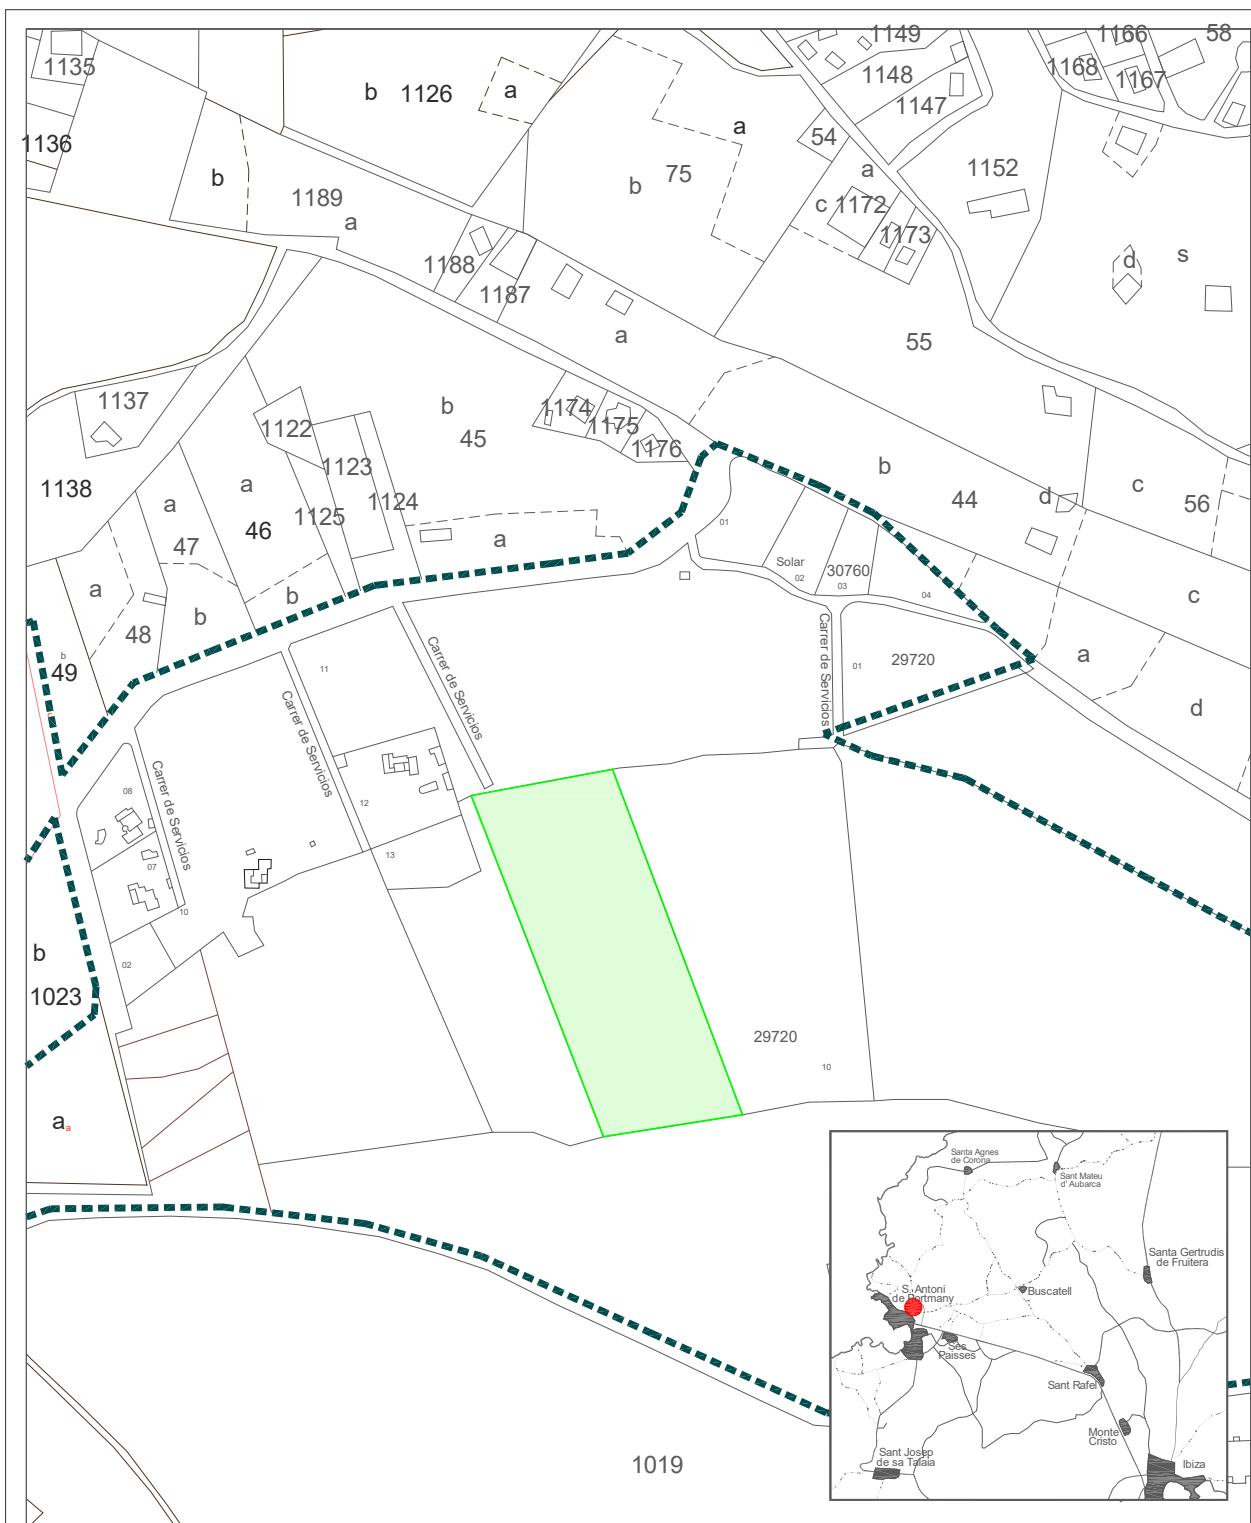 1149
1166
58
1135
1148
1168
1167
b
1126
a
1147
a
54
1136
1152
b
75
b
a
1189
a
c
1172
1173
s
d
1188
1187
a
55
1137
b
45
1174
1175
1176
1122
1123
1124
1125
b
44
d
c
56
1138
a
a
46
47
a
01
Solar
02
30760
03
04
a
b
b
48
b
49
c
a
d
11
Carrer de Servicios
Carrer de Servicios
Carrer de Servicios
01
29720
08
Carrer de Servicios
12
13
07
10
02
b
1023
29720
10
a
a
1019
Santa Agnes
de Corona
Sant Mateu
d' Aubarca
Santa Gertrudis
de Fruitera
S. Antoni
de Portmany
Buscatell
Ses
Paisses
Sant Rafel
Monte
Cristo
Sant Josep
de sa Talaia
Ibiza